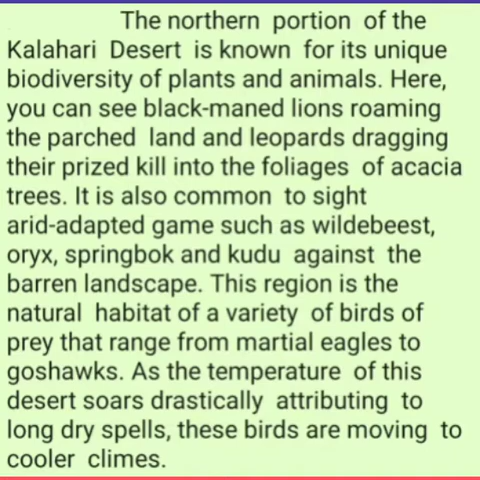 The northern portion of the
Kalahari Desert is known for its unique
biodiversity of plants and animals. Here,
you can see black-maned lions roaming
the parched land and leopards dragging
their prized kill into the foliages of acacia
trees. It is also common to sight
arid-adapted game such as wildebeest,
oryx, springbok and kudu against the
barren landscape. This region is the
natural habitat of a variety of birds of
prey that range from martial eagles to
goshawks. As the temperature of this
desert soars drastically attributing to
long dry spells, these birds are moving to
cooler climes.